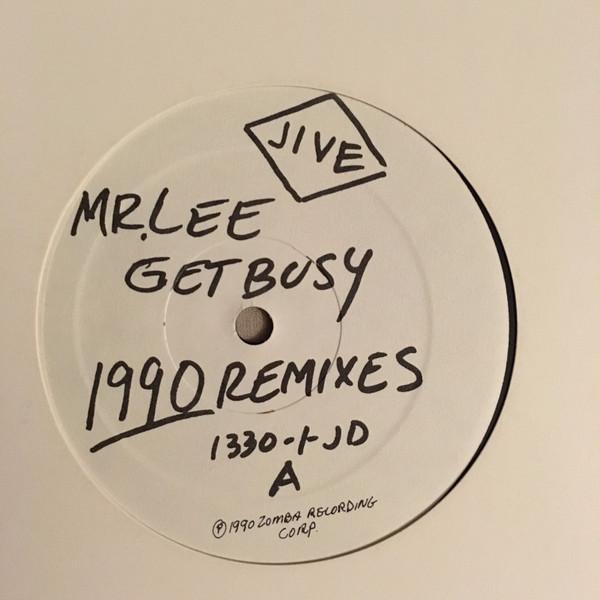 JIVE
MR. LEE
GET BUSY
1990 REMIXES
1330-1-JD
A
℗1990 ZOMBA RECORDING
CORP.